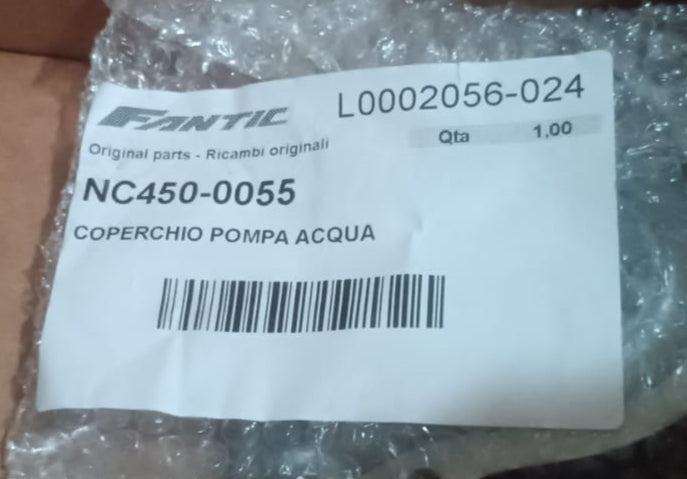 FANTIC
L0002056-024
Original parts - Ricambi originali
Qta 1,00
NC450-0055
COPERCHIO POMPA ACQUA